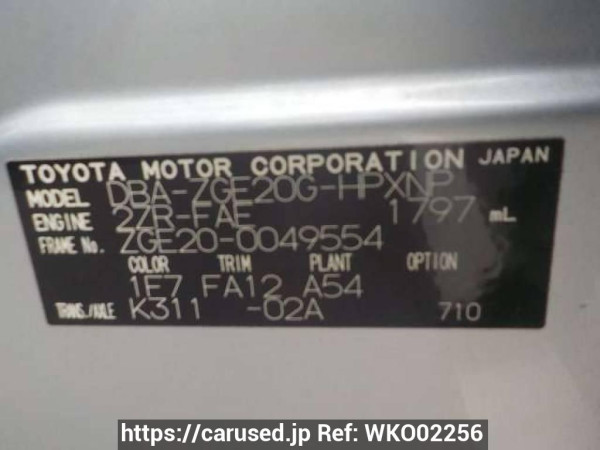 TOYOTA MOTOR CORPORATION JAPAN
MODEL DBA-ZGE20G-HPXNP
ENGINE 2ZR-FAE 1797 mL
FRAME No. ZGE20-0049554
COLOR TRIM PLANT OPTION
1F7 FA12 A54
TRANS./AXLE K311 -02A 710
https://carused.jp Ref: WKO02256